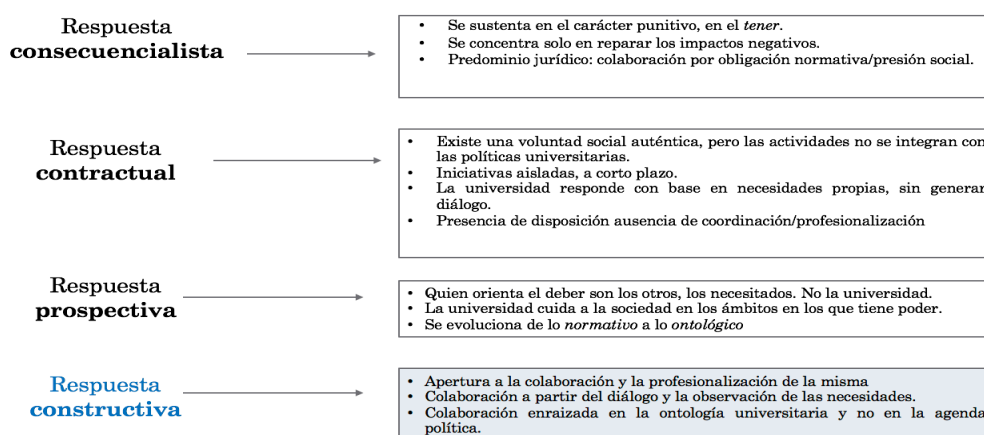 Respuesta
consecuencialista
• Se sustenta en el carácter punitivo, en el tener.
• Se concentra solo en reparar los impactos negativos.
• Predominio jurídico: colaboración por obligación normativa/presión social.
Respuesta
contractual
• Existe una voluntad social auténtica, pero las actividades no se integran con
las políticas universitarias.
• Iniciativas aisladas, a corto plazo.
• La universidad responde con base en necesidades propias, sin generar
diálogo.
• Presencia de disposición ausencia de coordinación/profesionalización
Respuesta
prospectiva
• Quien orienta el deber son los otros, los necesitados. No la universidad.
• La universidad cuida a la sociedad en los ámbitos en los que tiene poder.
• Se evoluciona de lo normativo a lo ontológico
Respuesta
constructiva
• Apertura a la colaboración y la profesionalización de la misma
• Colaboración a partir del diálogo y la observación de las necesidades.
• Colaboración enraizada en la ontología universitaria y no en la agenda
política.